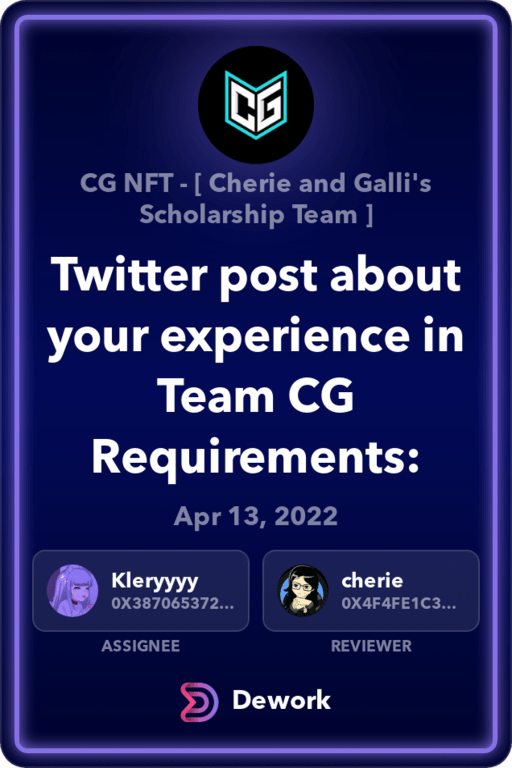 CG
CG NFT - [ Cherie and Galli's
Scholarship Team ]
Twitter post about
your experience in
Team CG
Requirements:
Apr 13, 2022
Kleryyyy
0X387065372...
cherie
0X4F4FE1C3...
ASSIGNEE
REVIEWER
Dework